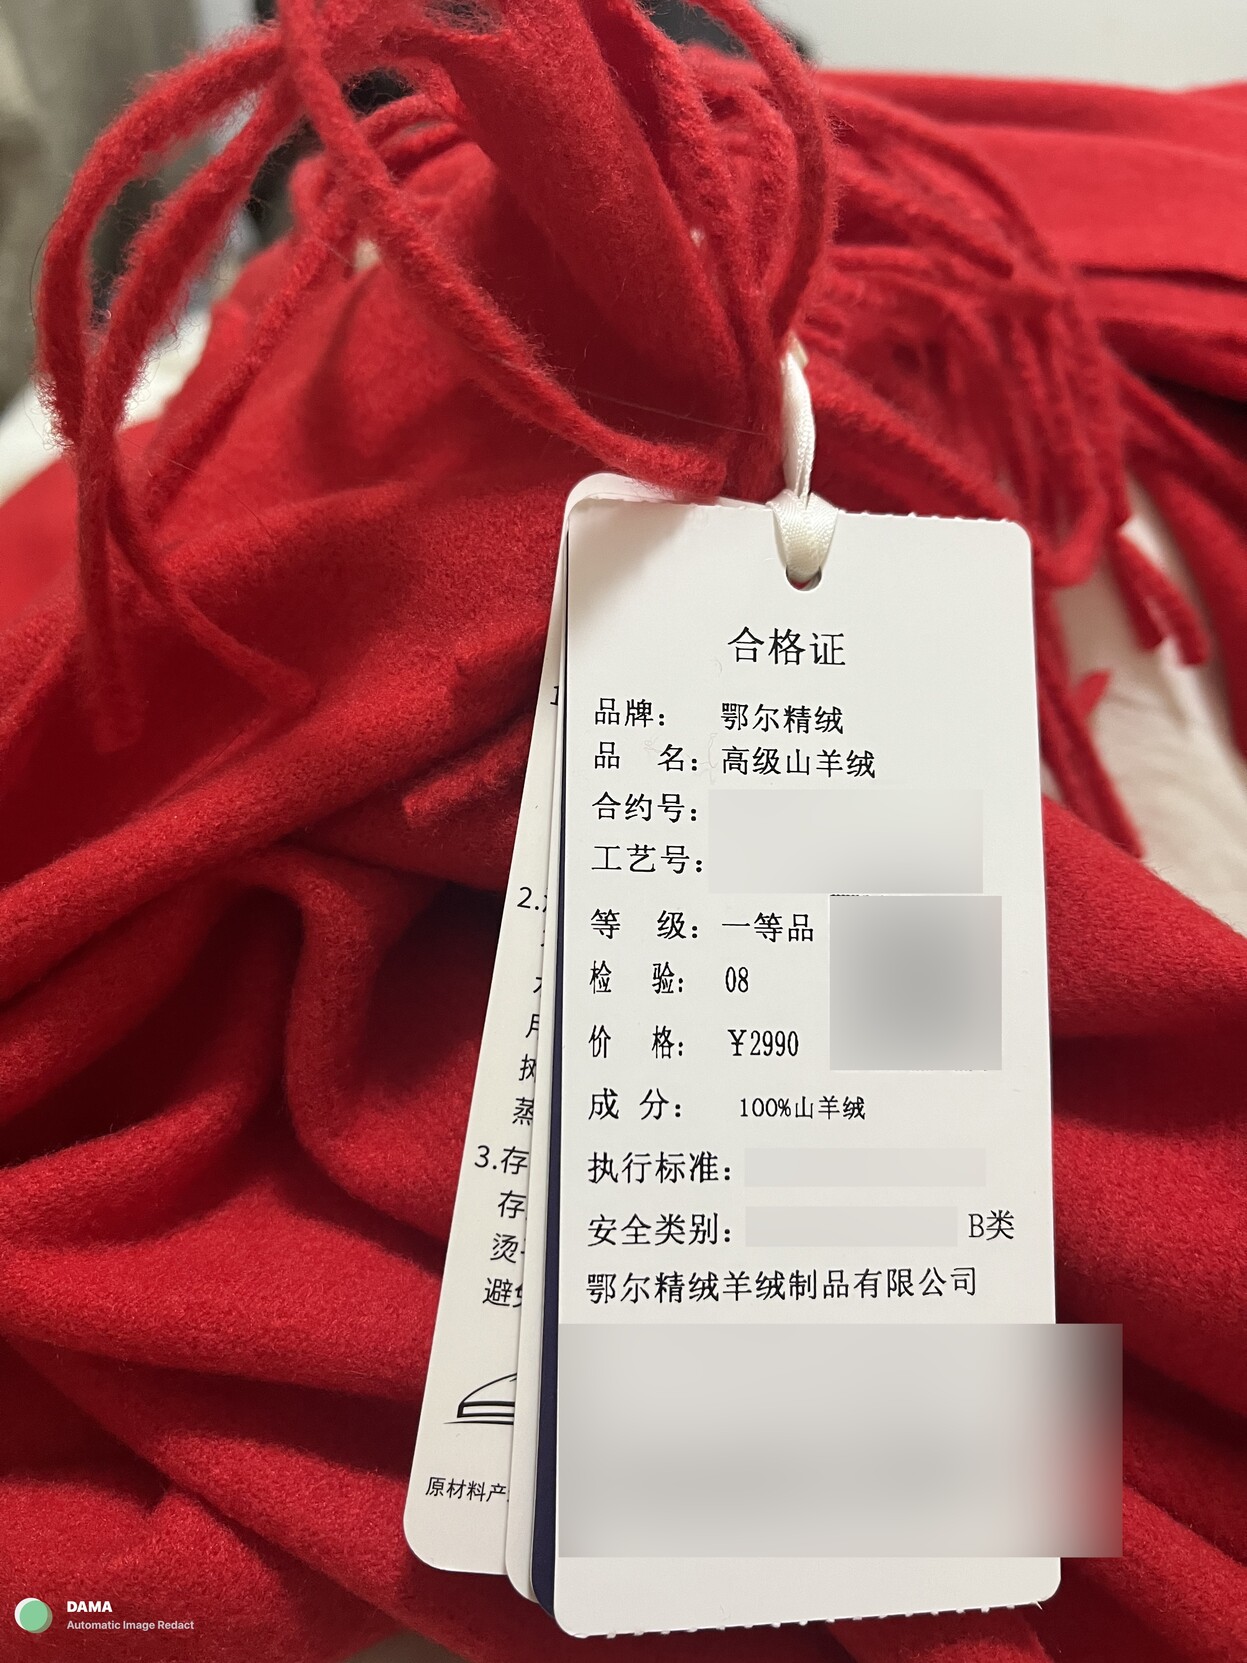 合格证
品牌： 鄂尔精绒
品 名：高级山羊绒
合约号：
工艺号：
等 级：一等品
检 验： 08
价 格： ￥2990
成 分： 100%山羊绒
执行标准：
安全类别： B类
鄂尔精绒羊绒制品有限公司
2.
3.存
存
烫
避免
原材料产
DAMA
Automatic Image Redact